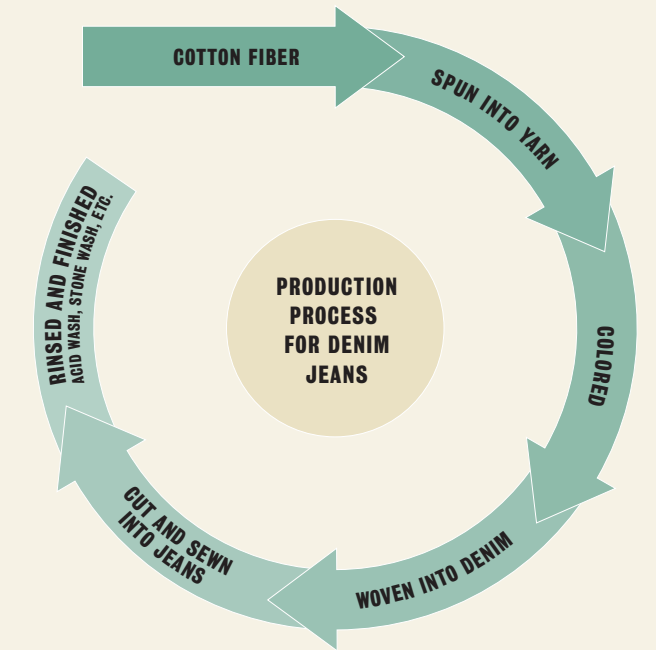 COTTON FIBER
SPUN INTO YARN
COLORED
WOVEN INTO DENIM
CUT AND SEWN
INTO JEANS
RINSED AND FINISHED
ACID WASH, STONE WASH, ETC.
PRODUCTION
PROCESS
FOR DENIM
JEANS